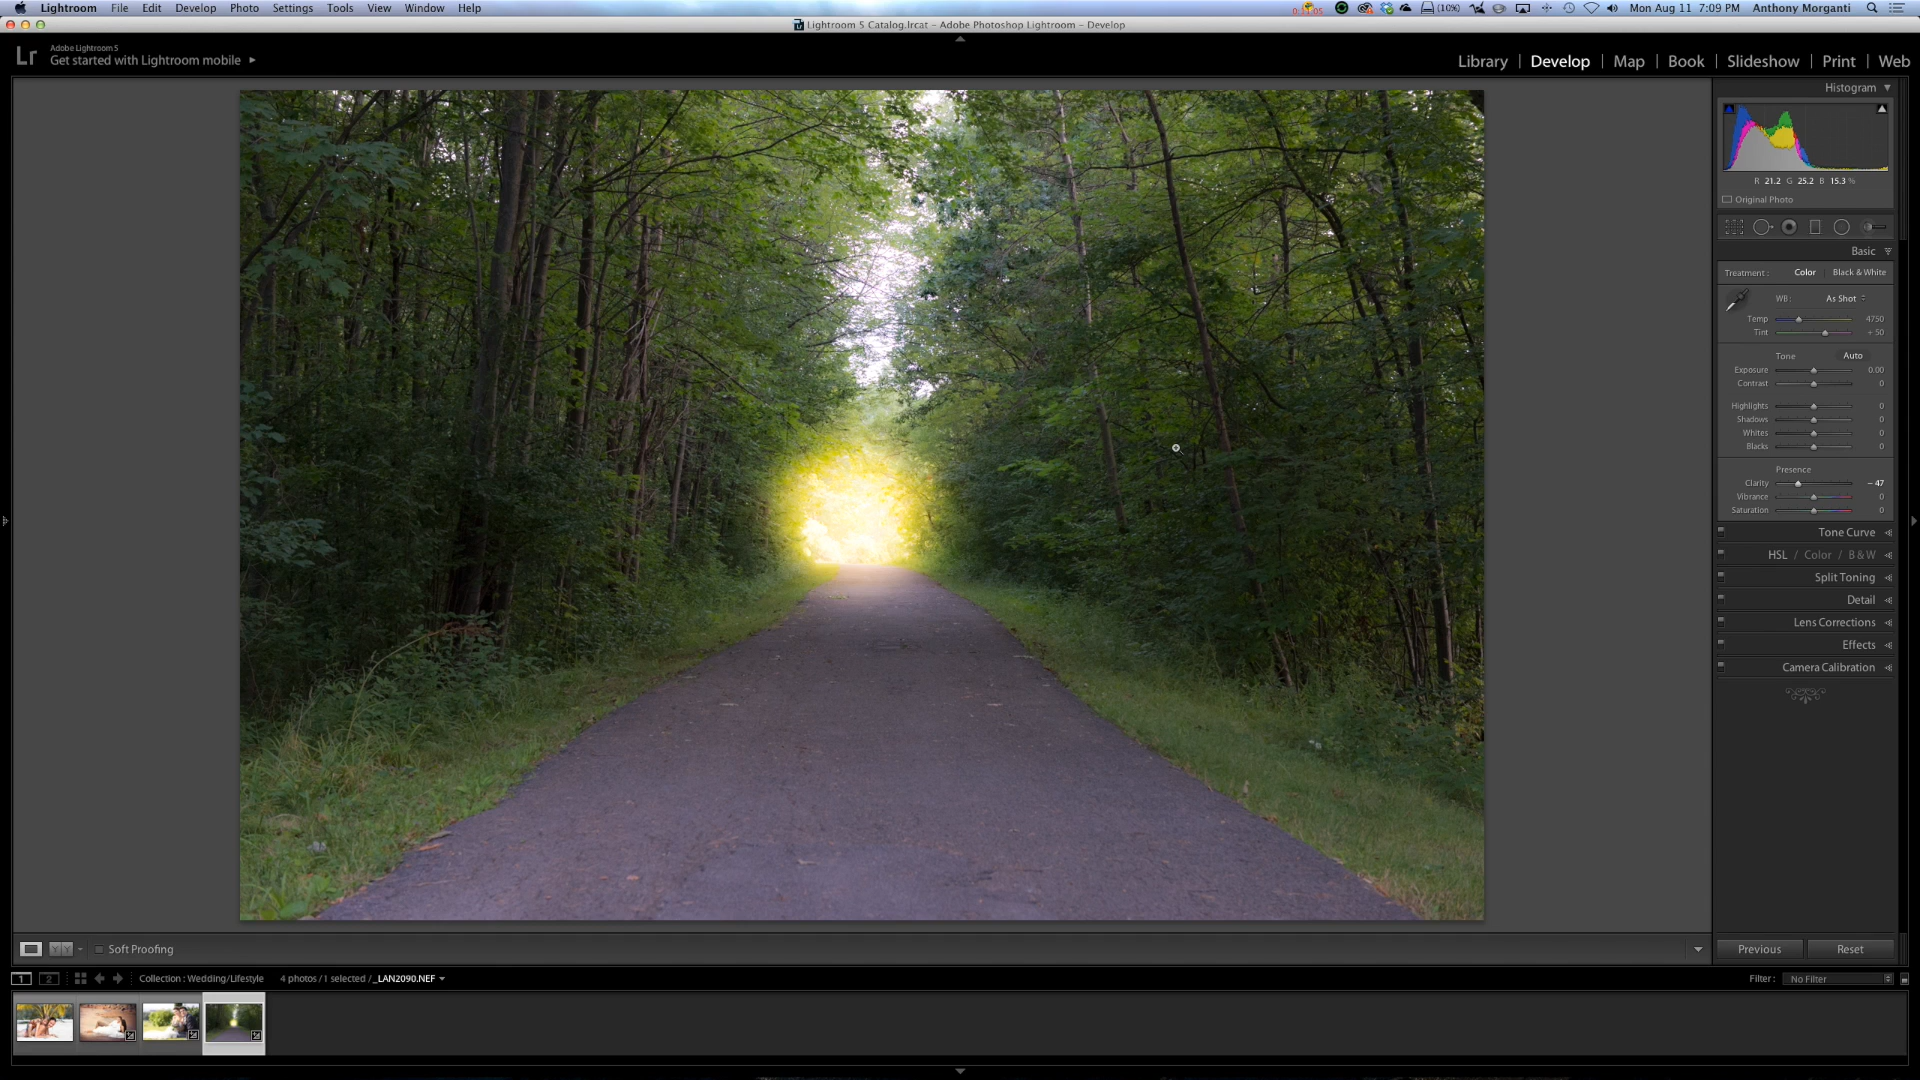 Lightroom File Edit Develop Photo Settings Tools View Window Help (10%) Mon Aug 11 7:09 PM Anthony Morganti
Lightroom 5 Catalog.lrcat – Adobe Photoshop Lightroom – Develop
Lr Adobe Lightroom 5
Get started with Lightroom mobile
Library | Develop | Map | Book | Slideshow | Print | Web
Histogram
R 21.2 G 25.2 B 15.3 %
Original Photo
Basic
Treatment : Color | Black & White
WB : As Shot
Temp 4750
Tint + 50
Tone Auto
Exposure 0.00
Contrast 0
Highlights 0
Shadows 0
Whites 0
Blacks 0
Presence
Clarity – 47
Vibrance 0
Saturation 0
Tone Curve
HSL / Color / B & W
Split Toning
Detail
Lens Corrections
Effects
Camera Calibration
Y Y Soft Proofing
Previous Reset
1 2 Collection : Wedding/Lifestyle 4 photos / 1 selected / _LAN2090.NEF Filter : No Filter